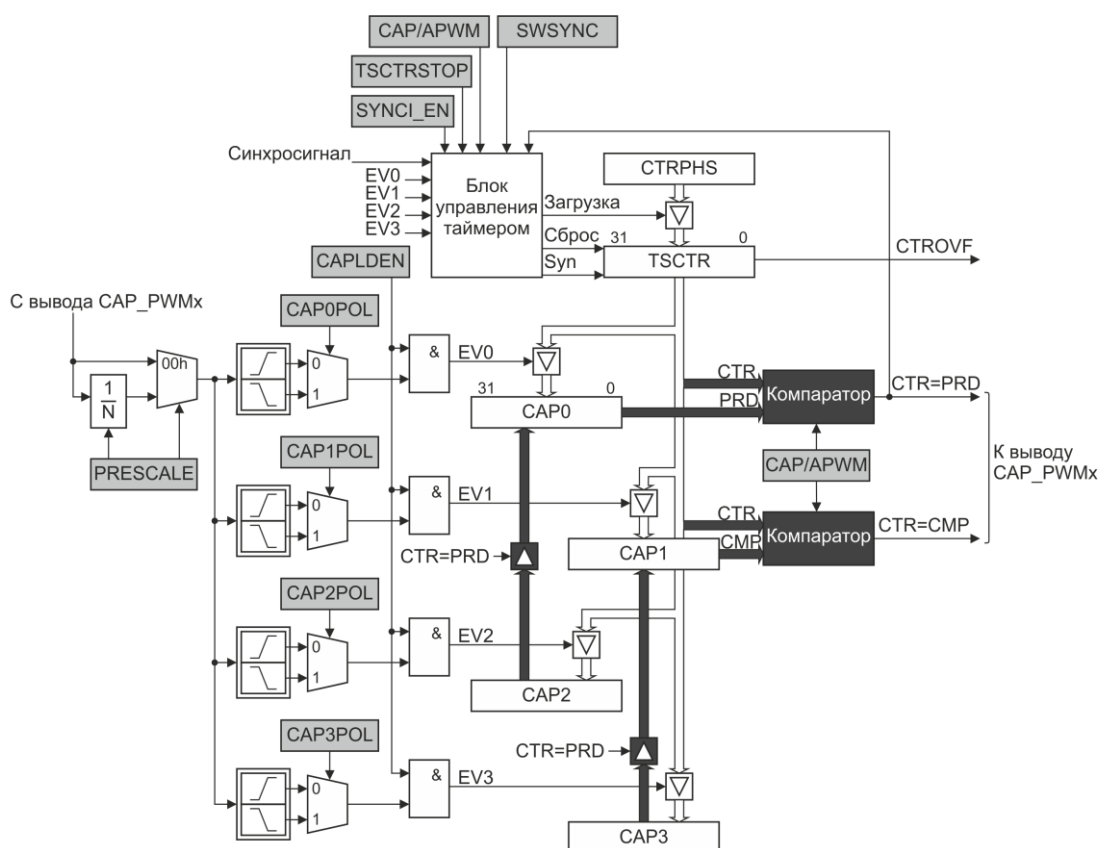 CAP/APWM
SWSYNC
TSCTRSTOP
SYNCI_EN
Синхросигнал
EV0
EV1
EV2
EV3
Блок
управления
таймером
CTRPHS
Загрузка
Сброс
Syn
31
0
TSCTR
CTROVF
CAPLDEN
С вывода CAP_PWMx
CAP0POL
00h
0
1
&
EV0
1
N
PRESCALE
31
0
CAP0
CTR
PRD
Компаратор
CTR=PRD
CAP1POL
0
1
&
EV1
CAP/APWM
К выводу
CAP_PWMx
CTR
CMP
Компаратор
CTR=CMP
CAP1
CTR=PRD
CAP2POL
0
1
&
EV2
CAP2
CAP3POL
0
1
&
EV3
CTR=PRD
CAP3